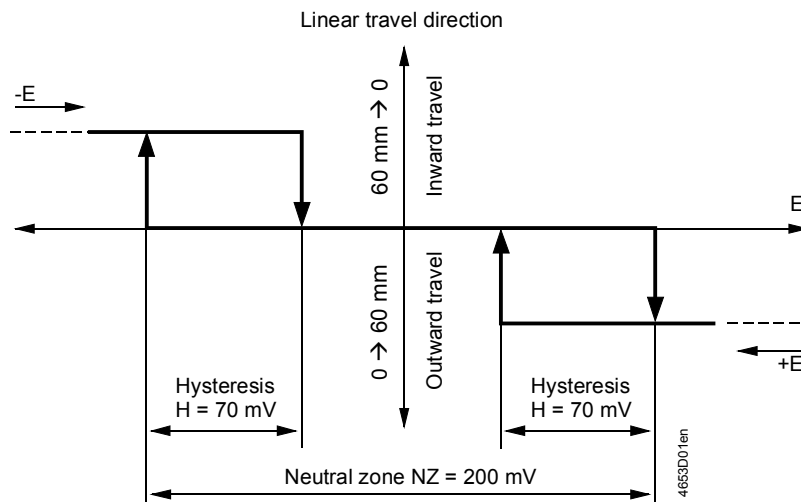 Linear travel direction
-E
60 mm → 0
Inward travel
E
0 → 60 mm
Outward travel
+E
Hysteresis
H = 70 mV
Hysteresis
H = 70 mV
Neutral zone NZ = 200 mV
4653D01en